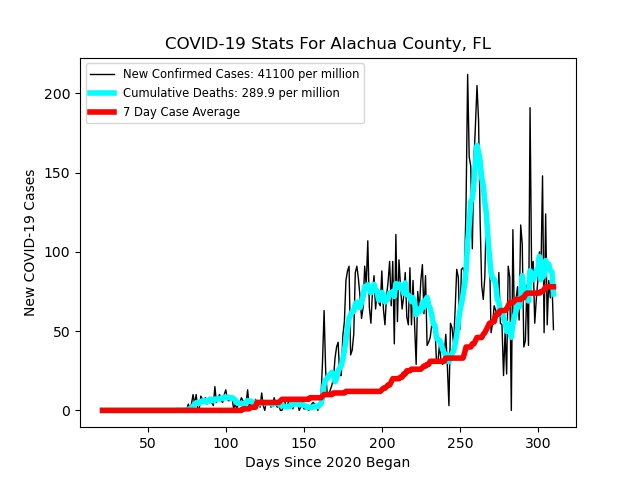 COVID-19 Stats For Alachua County, FL
New Confirmed Cases: 41100 per million
Cumulative Deaths: 289.9 per million
7 Day Case Average
New COVID-19 Cases
200
150
100
50
0
50 100 150 200 250 300
Days Since 2020 Began